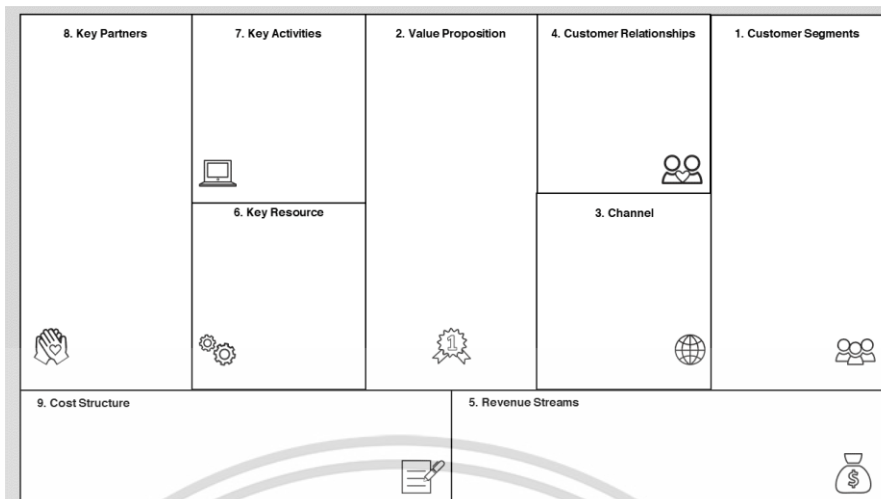 8. Key Partners
7. Key Activities
2. Value Proposition
4. Customer Relationships
1. Customer Segments
6. Key Resource
3. Channel
1
9. Cost Structure
5. Revenue Streams
$